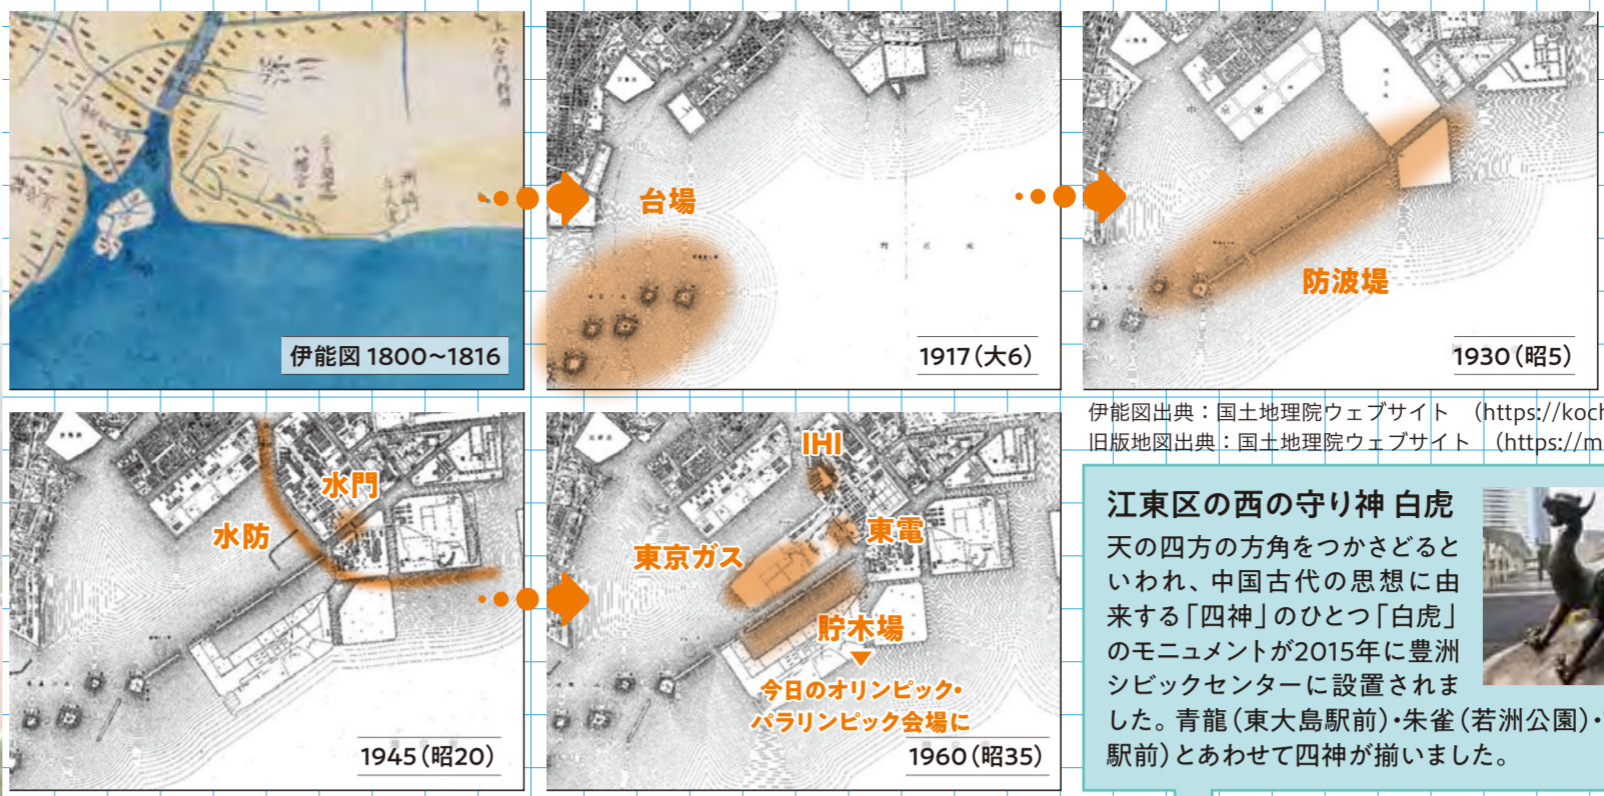 伊能図 1800〜1816
台場
1917（大6）
防波堤
1930（昭5）
水門
水防
1945（昭20）
IHI
東電
東京ガス
貯木場
今日のオリンピック・
パラリンピック会場に
1960（昭35）
伊能図出典：国土地理院ウェブサイト　（https://koch
旧版地図出典：国土地理院ウェブサイト　（https://m
江東区の西の守り神 白虎
天の四方の方角をつかさどると
いわれ、中国古代の思想に由
来する「四神」のひとつ「白虎」
のモニュメントが2015年に豊洲
シビックセンターに設置されま
した。青龍（東大島駅前）・朱雀（若洲公園）・
駅前）とあわせて四神が揃いました。